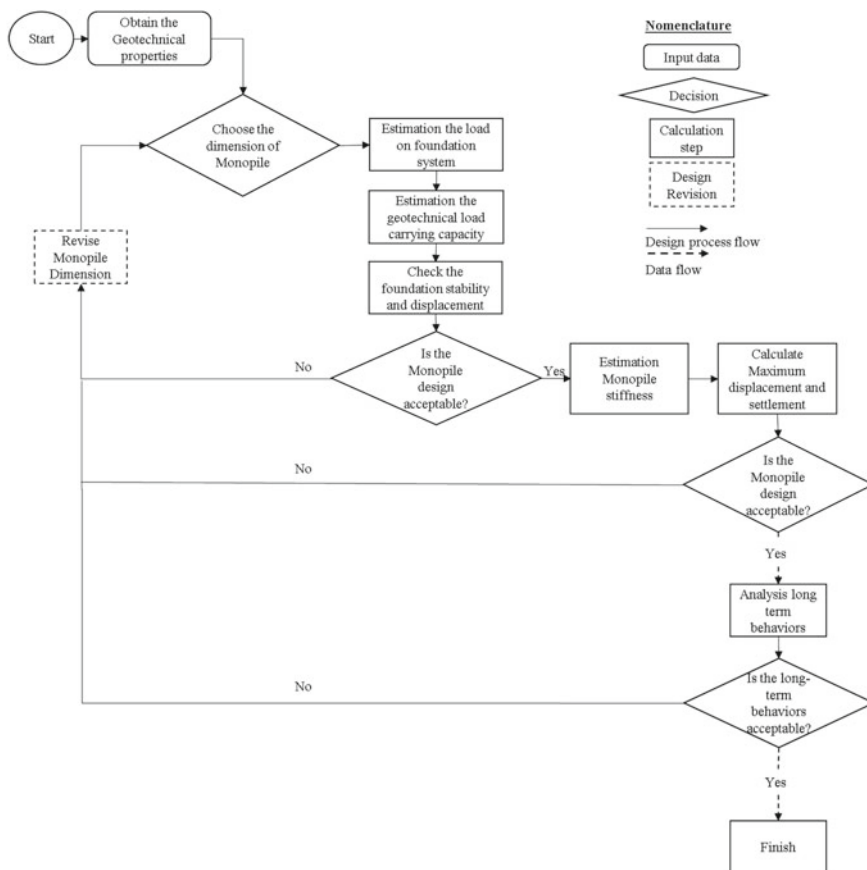 Start
Obtain the
Geotechnical
properties
Nomenclature
Input data
Decision
Calculation
step
Design
Revision
Design process flow
Data flow
Choose the
dimension of
Monopile
Estimation the load
on foundation
system
Estimation the
geotechnical load
carrying capacity
Revise
Monopile
Dimension
Check the
foundation stability
and displacement
No
Is the
Monopile
design
acceptable?
Yes
Estimation
Monopile
stiffness
Calculate
Maximum
displacement and
settlement
No
Is the
Monopile
design
acceptable?
Yes
Analysis long
term
behaviors
No
Is the long-
term
behaviors
acceptable?
Yes
Finish